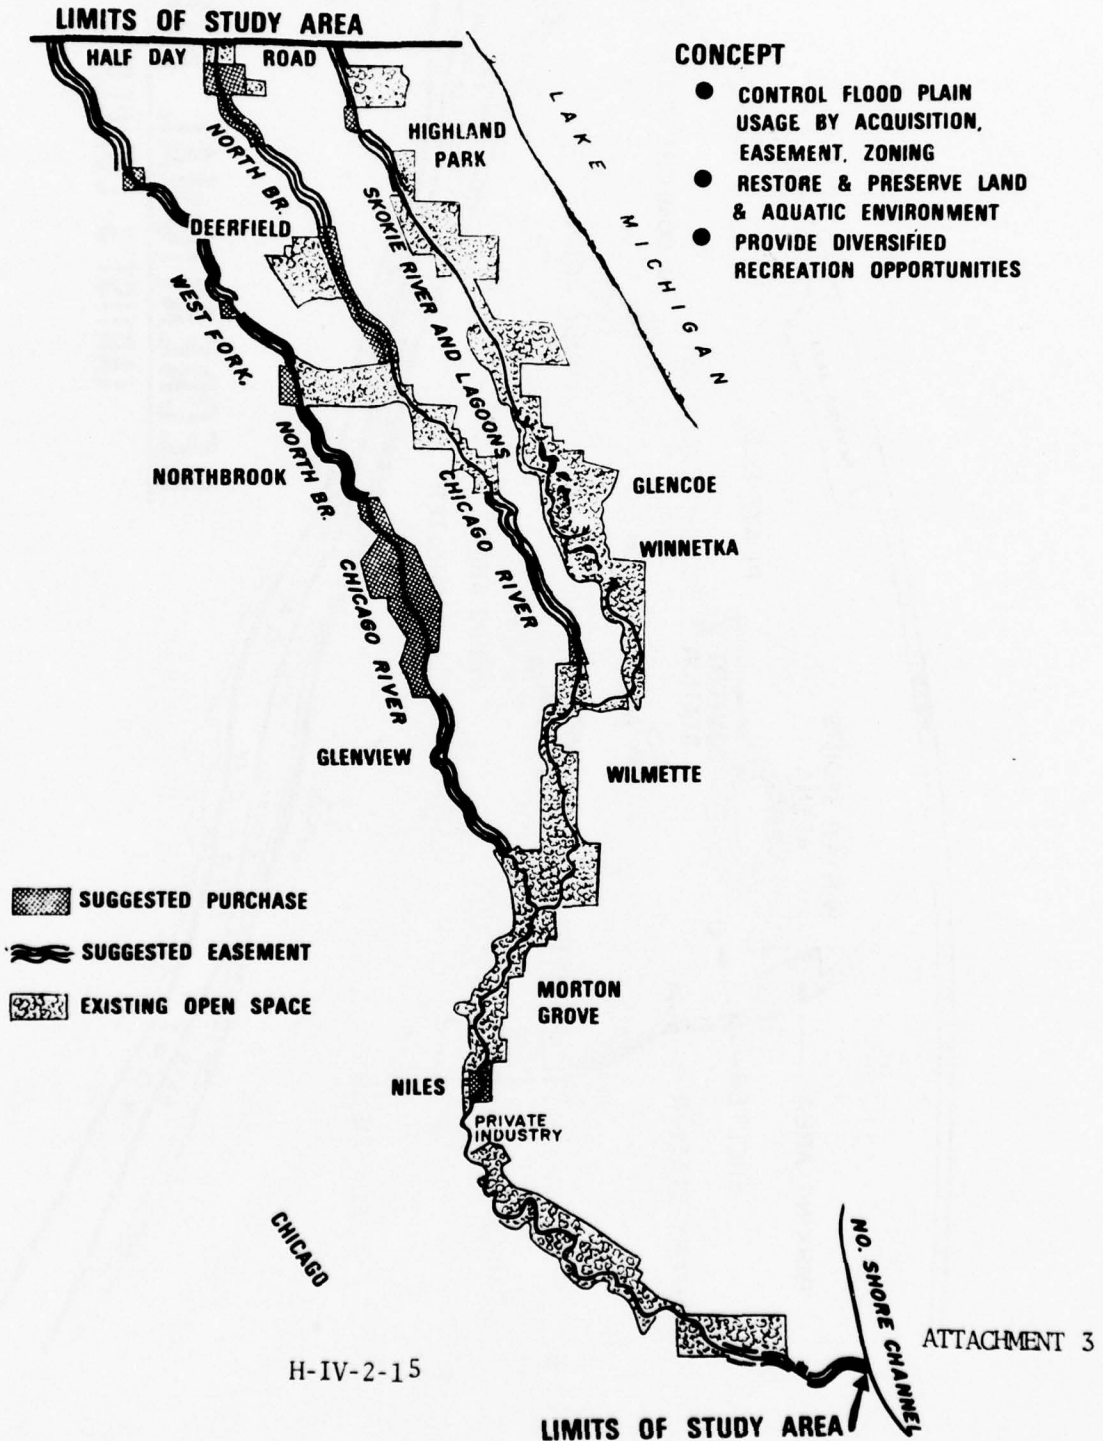 LIMITS OF STUDY AREA
HALF DAY ROAD
CONCEPT
● CONTROL FLOOD PLAIN
USAGE BY ACQUISITION,
EASEMENT, ZONING
● RESTORE & PRESERVE LAND
& AQUATIC ENVIRONMENT
● PROVIDE DIVERSIFIED
RECREATION OPPORTUNITIES
LAKE MICHIGAN
HIGHLAND
PARK
NORTH BR.
CHICAGO RIVER
SKOKIE RIVER AND LAGOONS
DEERFIELD
WEST FORK.
NORTH BR.
CHICAGO RIVER
NORTHBROOK
GLENCOE
WINNETKA
GLENVIEW
WILMETTE
SUGGESTED PURCHASE
SUGGESTED EASEMENT
EXISTING OPEN SPACE
MORTON
GROVE
NILES
PRIVATE
INDUSTRY
CHICAGO
NO. SHORE CHANNEL
ATTACHMENT 3
H-IV-2-15
LIMITS OF STUDY AREA